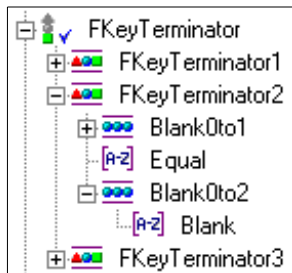 FKeyTerminator
FKeyTerminator1
FKeyTerminator2
Blank0to1
[A-Z] Equal
Blank0to2
[A-Z] Blank
FKeyTerminator3